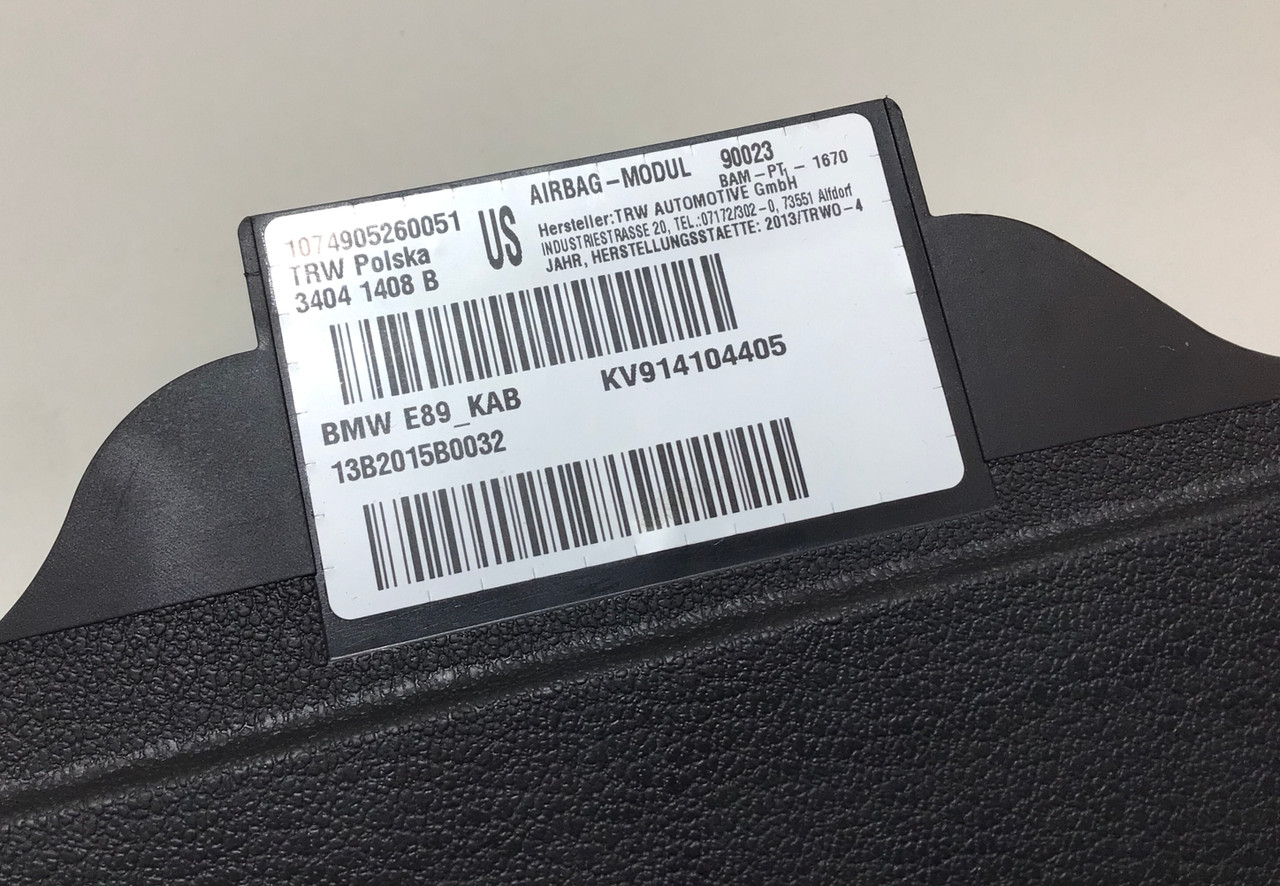 1074905260051
TRW Polska
3404 1408 B
US
AIRBAG-MODUL 90023
BAM-PT1-1670
Hersteller:TRW AUTOMOTIVE GmbH
INDUSTRIESTRASSE 20, TEL.:07172/302-0, 73551 Alfdorf
JAHR, HERSTELLUNGSSTAETTE: 2013/TRWO-4
BMW E89_KAB KV914104405
13B2015B0032